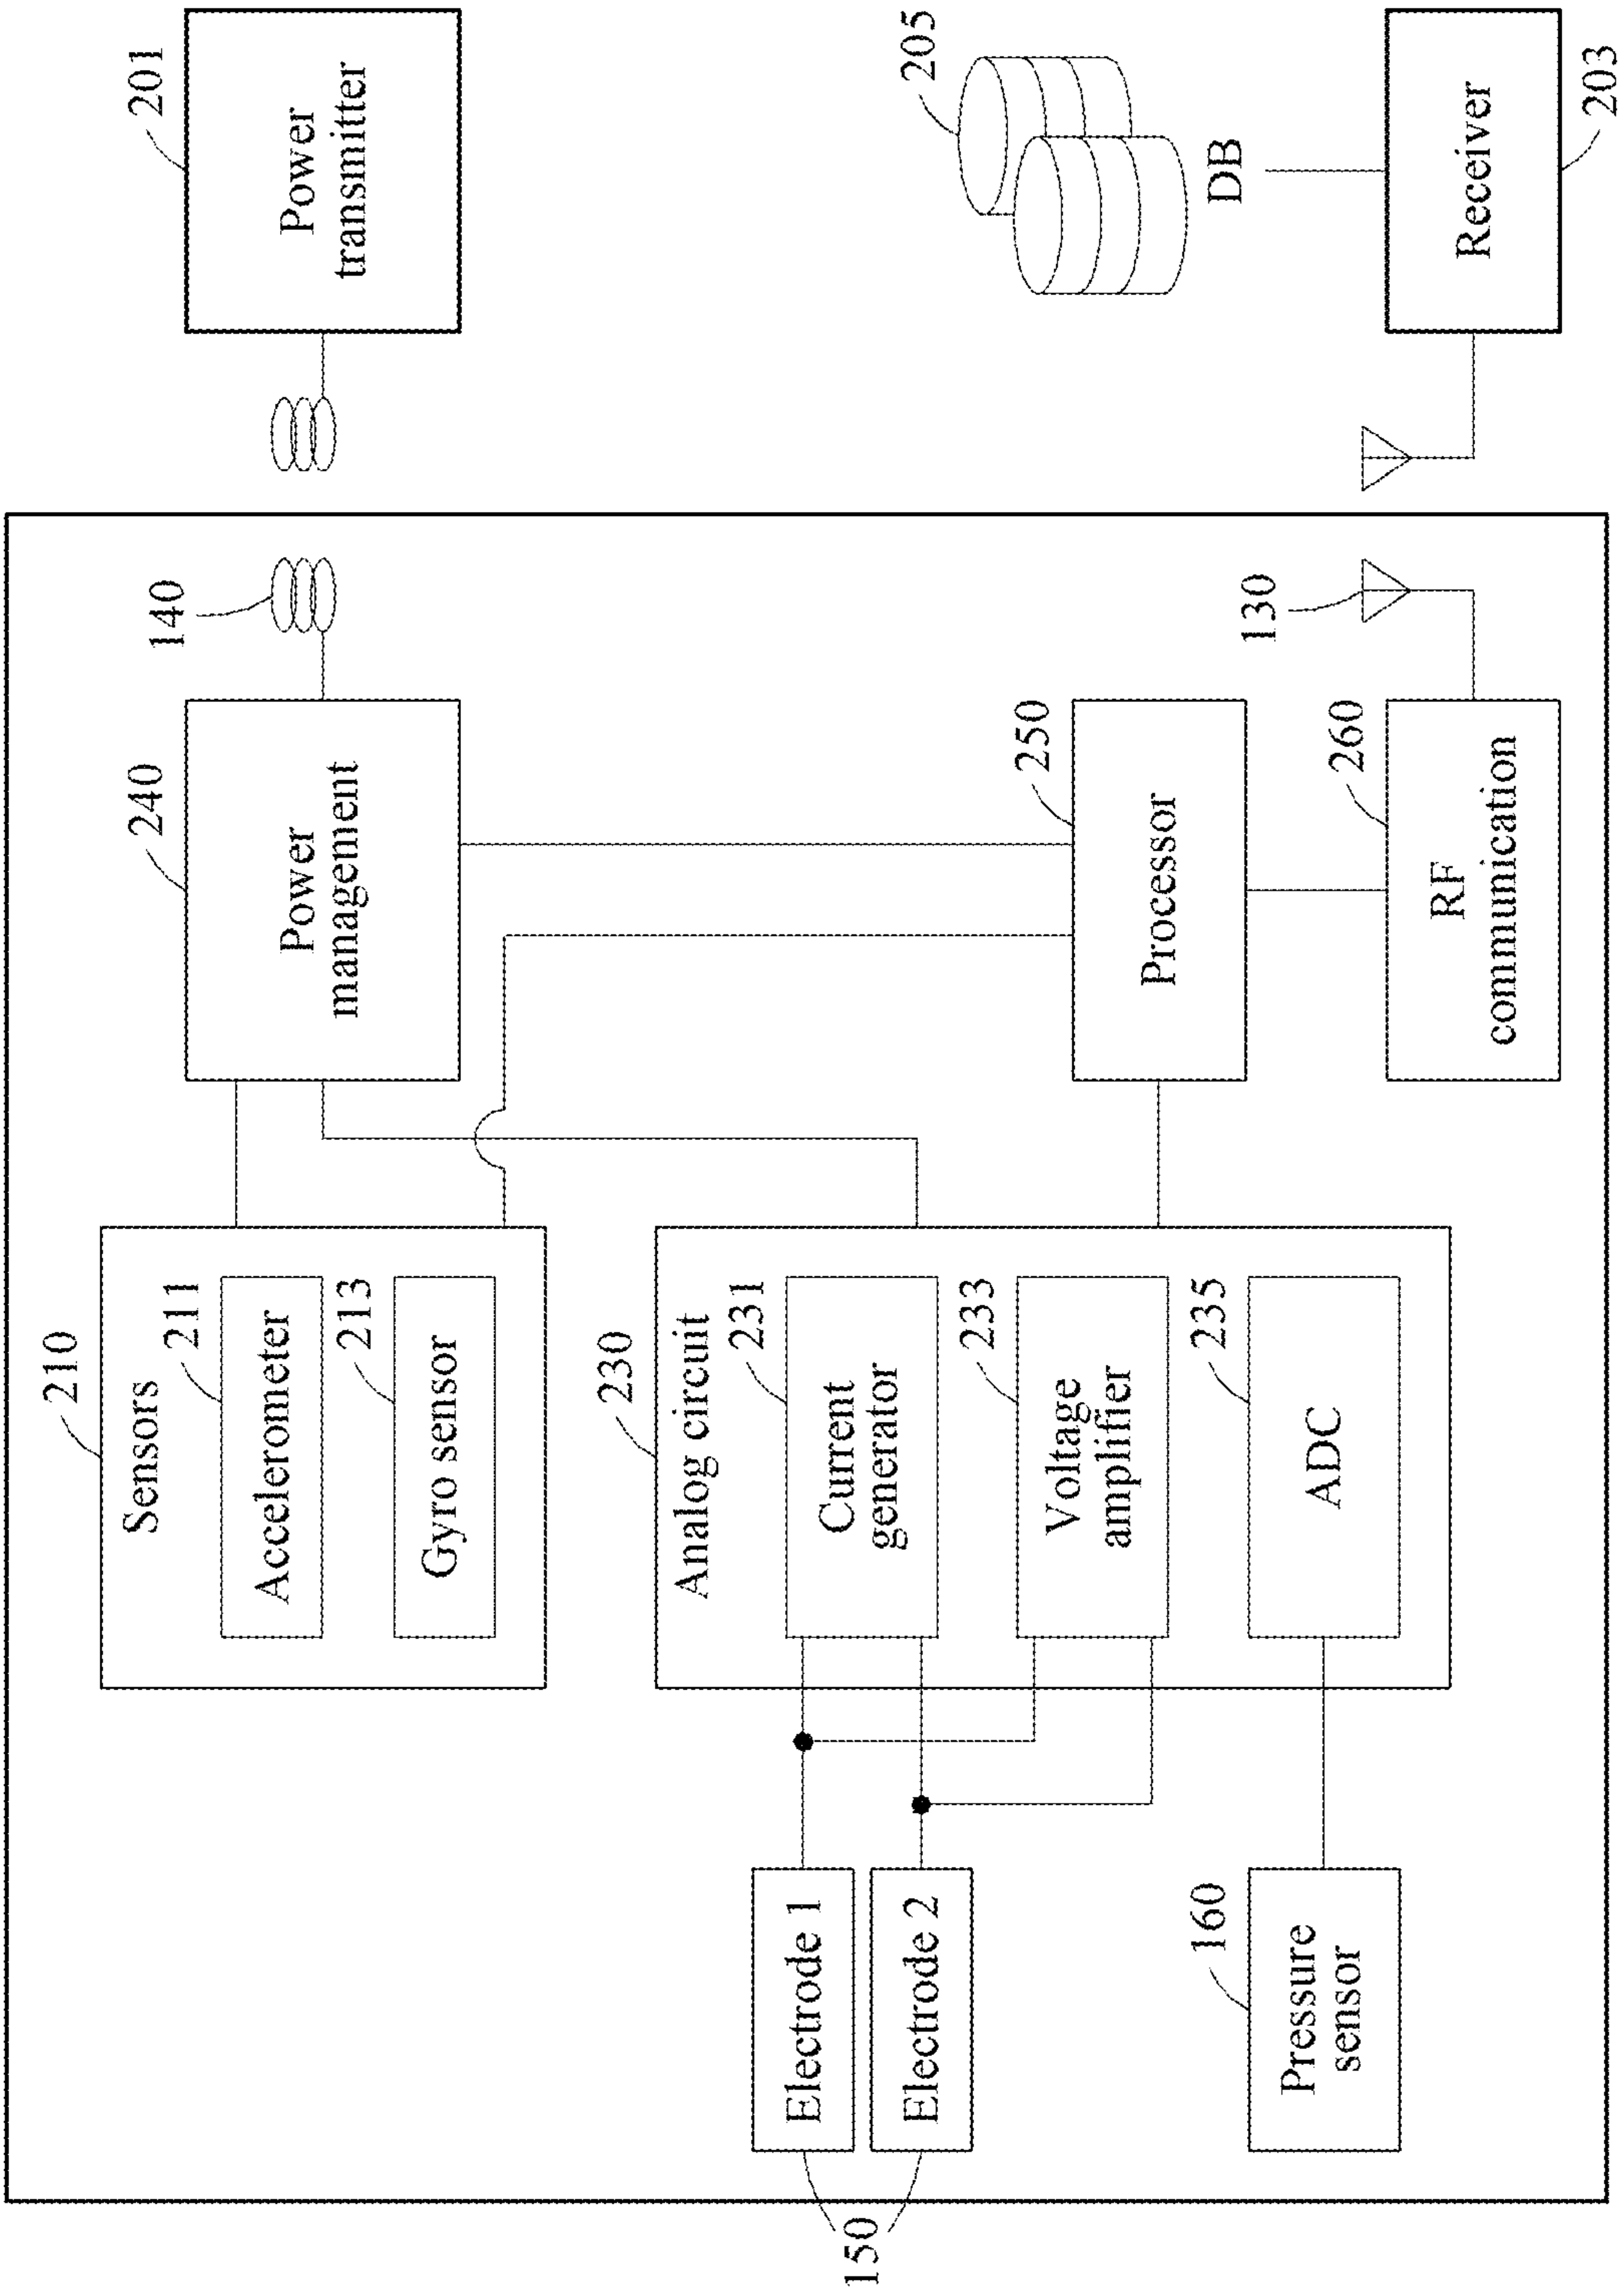 210
Sensors
211
Accelerometer
213
Gyro sensor
240
Power
management
140
201
Power
transmitter
150
Electrode 1
Electrode 2
230
Analog circuit
231
Current
generator
233
Voltage
amplifier
235
ADC
160
Pressure
sensor
250
Processor
260
RF
communication
130
205
DB
Receiver
203